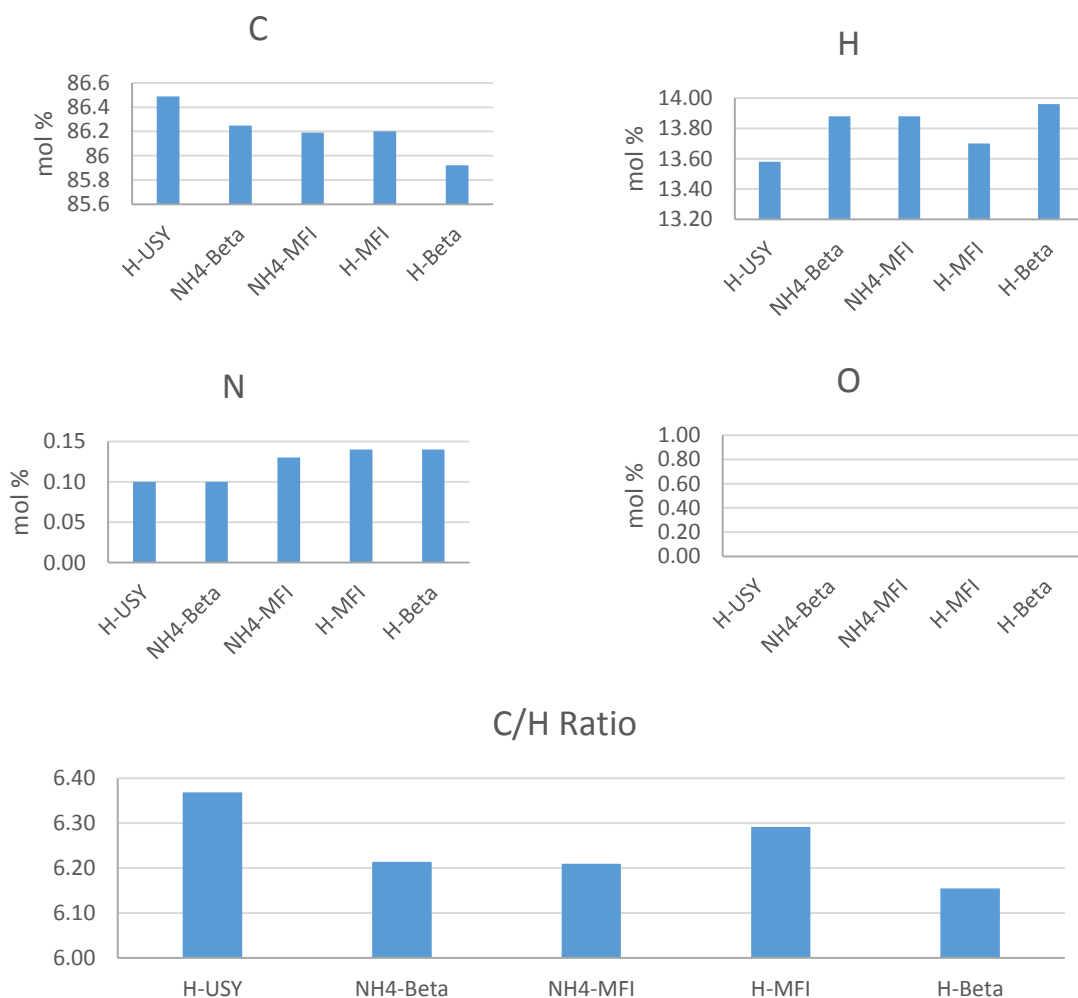 C
86.6
86.4
86.2
86
85.8
85.6
mol %
H-USY
NH4-Beta
NH4-MFI
H-MFI
H-Beta
H
14.00
13.80
13.60
13.40
13.20
mol %
H-USY
NH4-Beta
NH4-MFI
H-MFI
H-Beta
N
0.15
0.10
0.05
0.00
mol %
H-USY
NH4-Beta
NH4-MFI
H-MFI
H-Beta
O
1.00
0.80
0.60
0.40
0.20
0.00
mol %
H-USY
NH4-Beta
NH4-MFI
H-MFI
H-Beta
C/H Ratio
6.40
6.30
6.20
6.10
6.00
H-USY NH4-Beta NH4-MFI H-MFI H-Beta